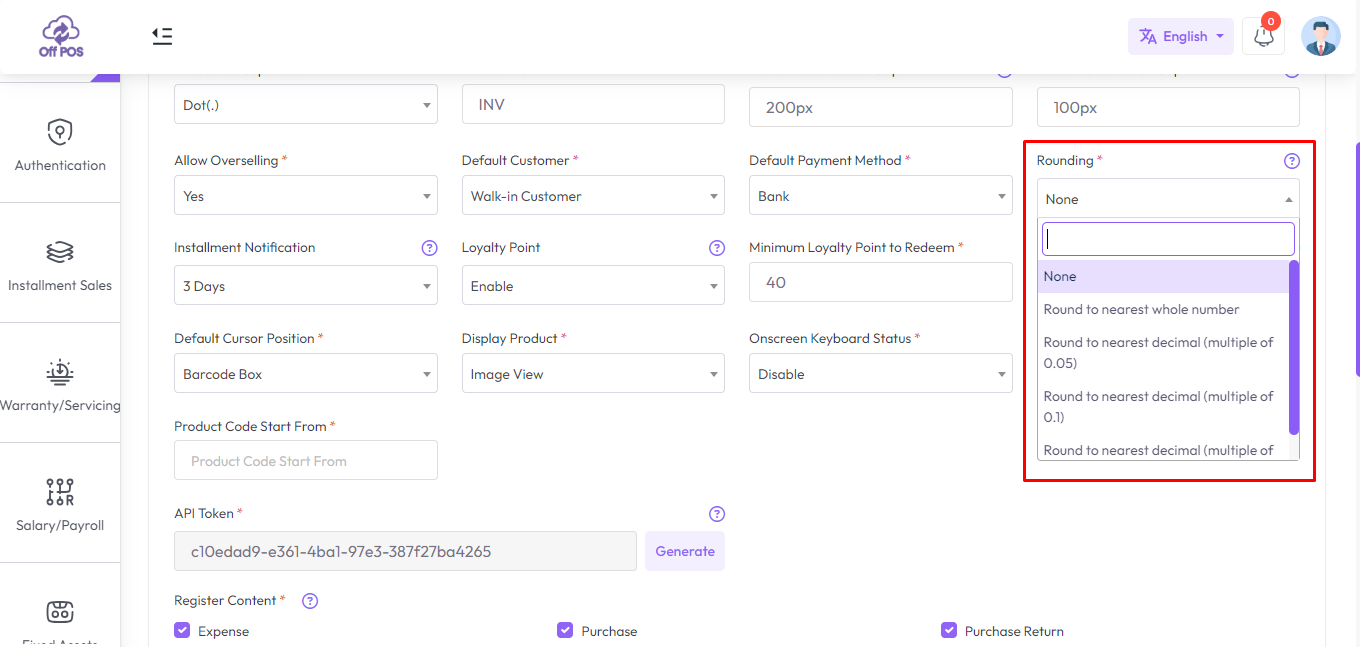 Off POS
English
0
Dot(.)
INV
200px
100px
Authentication
Allow Overselling *
Default Customer *
Default Payment Method *
Rounding *
?
Yes
Walk-in Customer
Bank
None
Installment Notification
?
Loyalty Point
?
Minimum Loyalty Point to Redeem *
Installment Sales
3 Days
Enable
40
None
Round to nearest whole number
Round to nearest decimal (multiple of
0.05)
Round to nearest decimal (multiple of
0.1)
Round to nearest decimal (multiple of
Default Cursor Position *
Display Product *
Onscreen Keyboard Status *
Barcode Box
Image View
Disable
Warranty/Servicing
Product Code Start From *
Product Code Start From
Salary/Payroll
API Token *
?
c10edad9-e361-4ba1-97e3-387f27ba4265
Generate
Register Content *
?
Expense
Purchase
Purchase Return